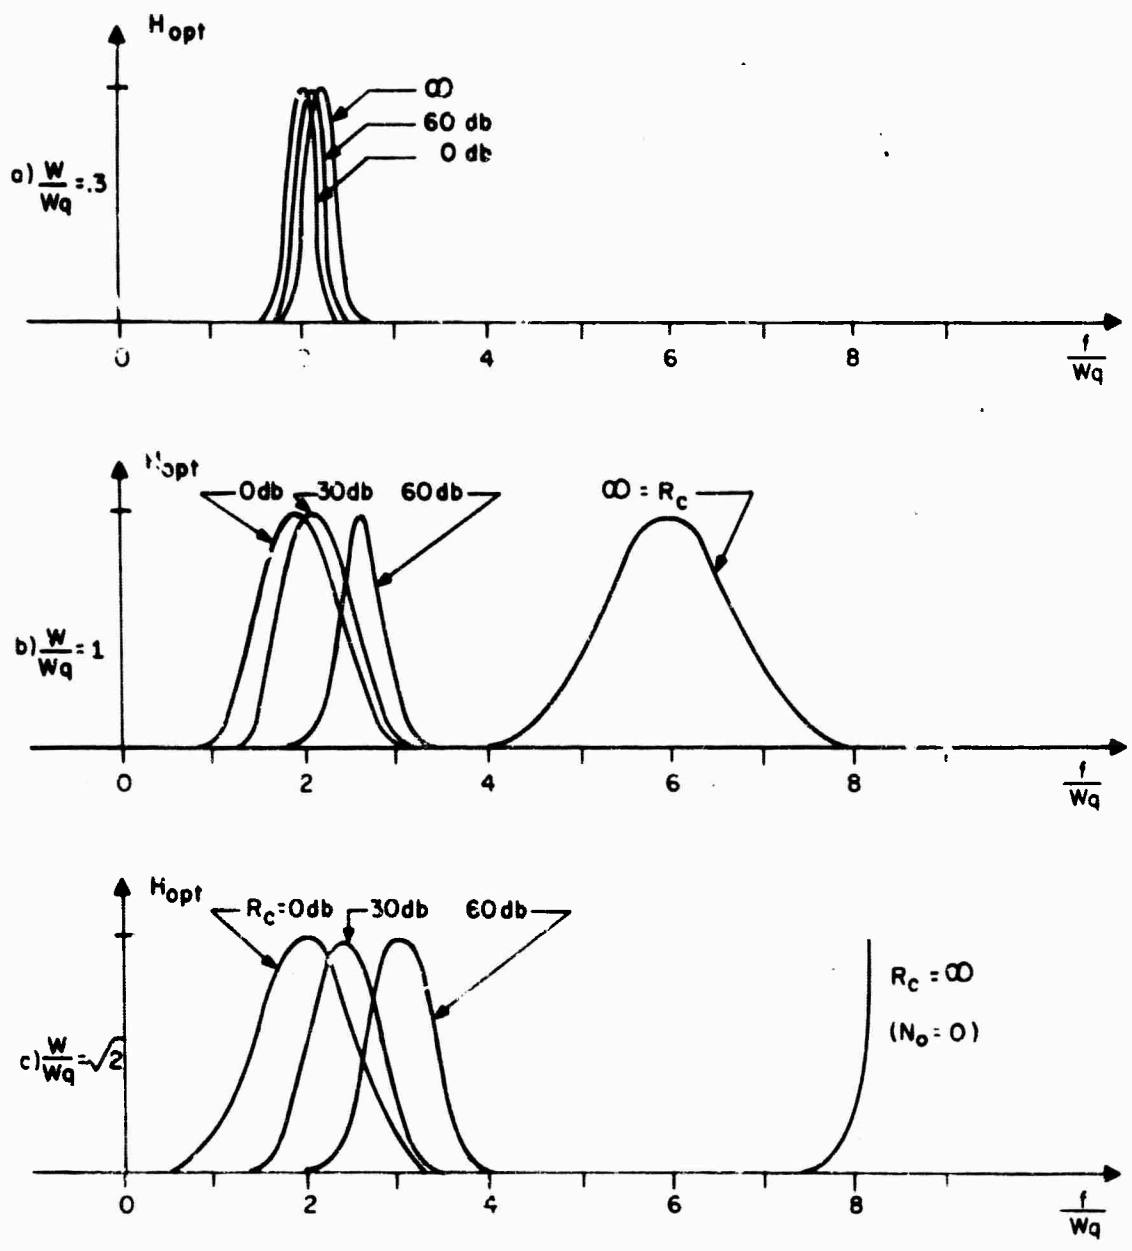 Hopt
∞
60 db
0 db
a) W/Wq = .3
0 4 6 8
f/Wq
Hopt
0db 30db 60db ∞ = Rc
b) W/Wq = 1
0 2 4 6 8
f/Wq
Hopt
Rc=0db 30db 60db
Rc = ∞
(No = 0)
c) W/Wq = √2
0 2 4 6 8
f/Wq